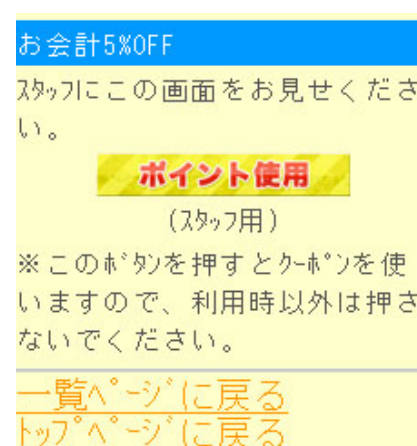 お会計5%OFF
ｽﾀｯﾌにこの画面をお見せくださ
い。
ポイント使用
(ｽﾀｯﾌ用)
※このﾎﾞﾀﾝを押すとｸｰﾎﾟﾝを使
いますので、利用時以外は押さ
ないでください。
一覧ﾍﾟｰｼﾞに戻る
ﾄｯﾌﾟﾍﾟｰｼﾞに戻る